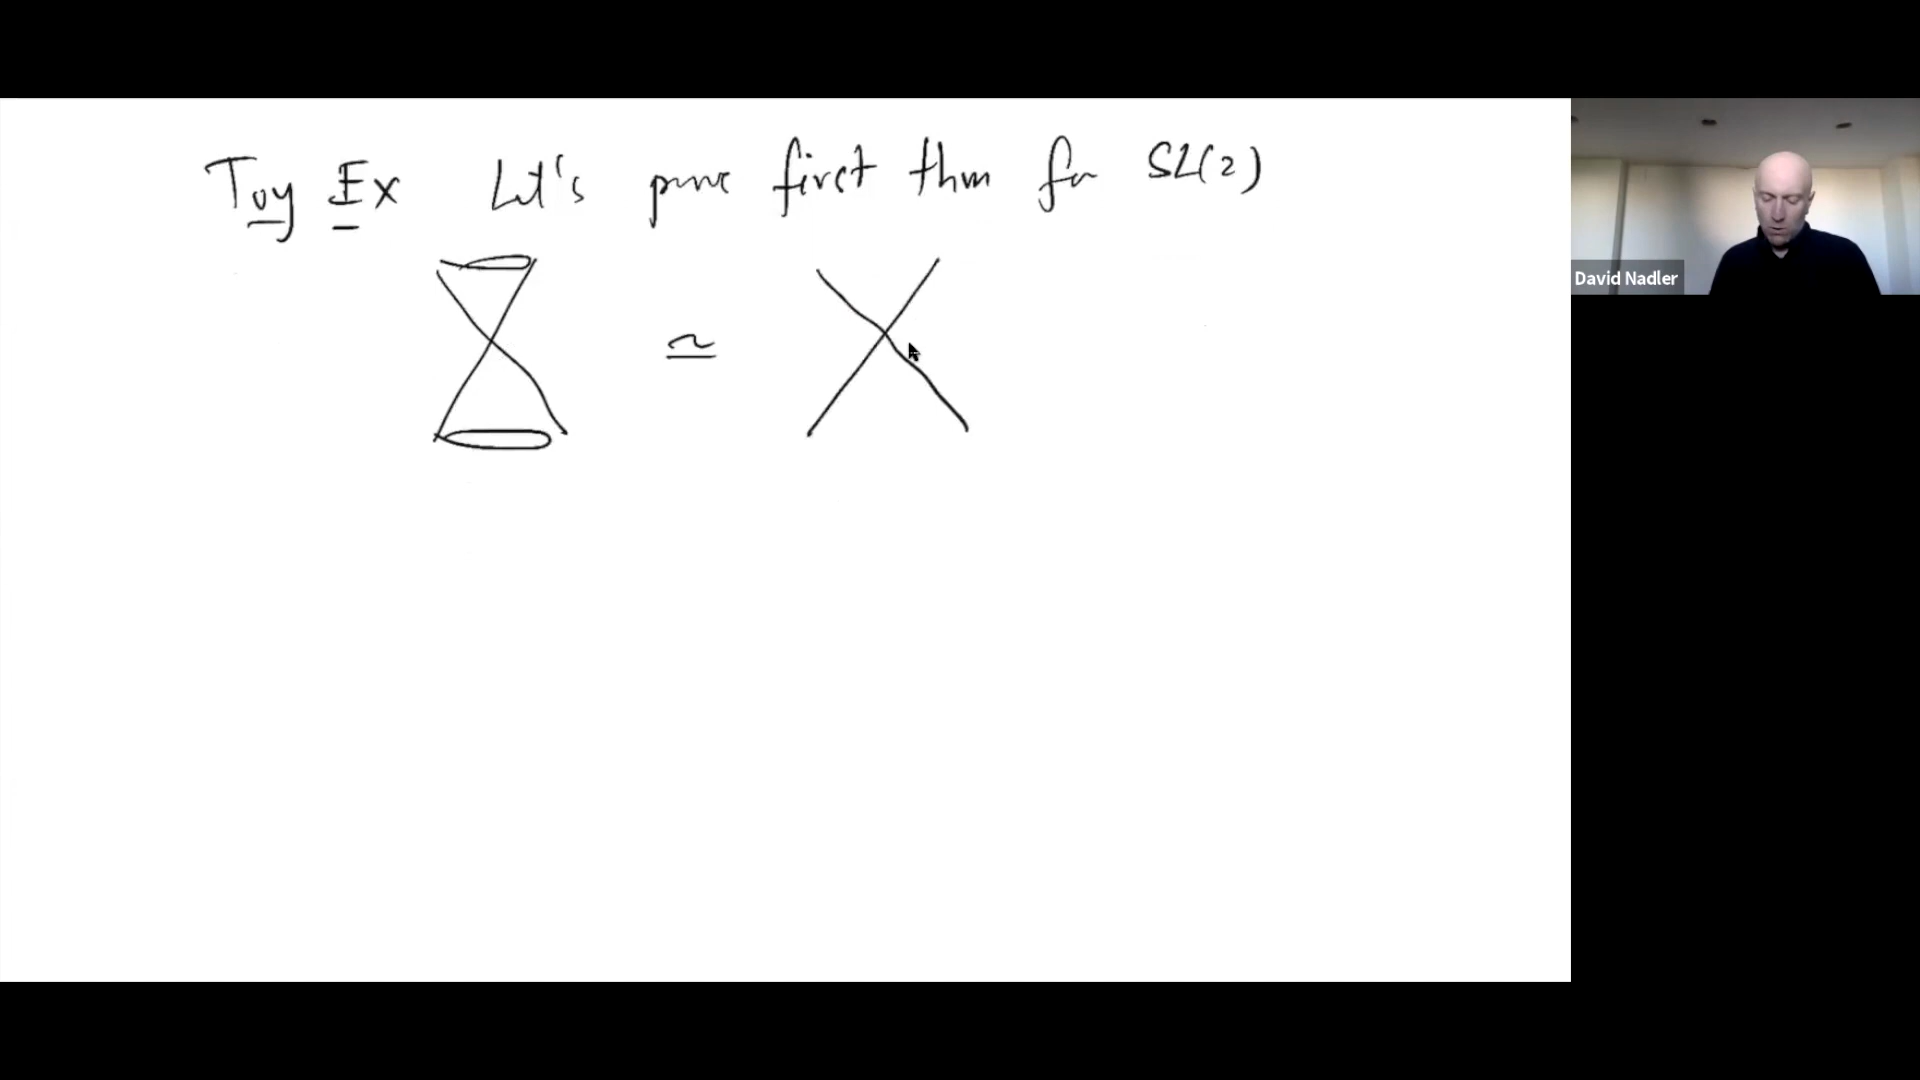 Toy Ex Let's prove first thm for SL(2)
≃
David Nadler